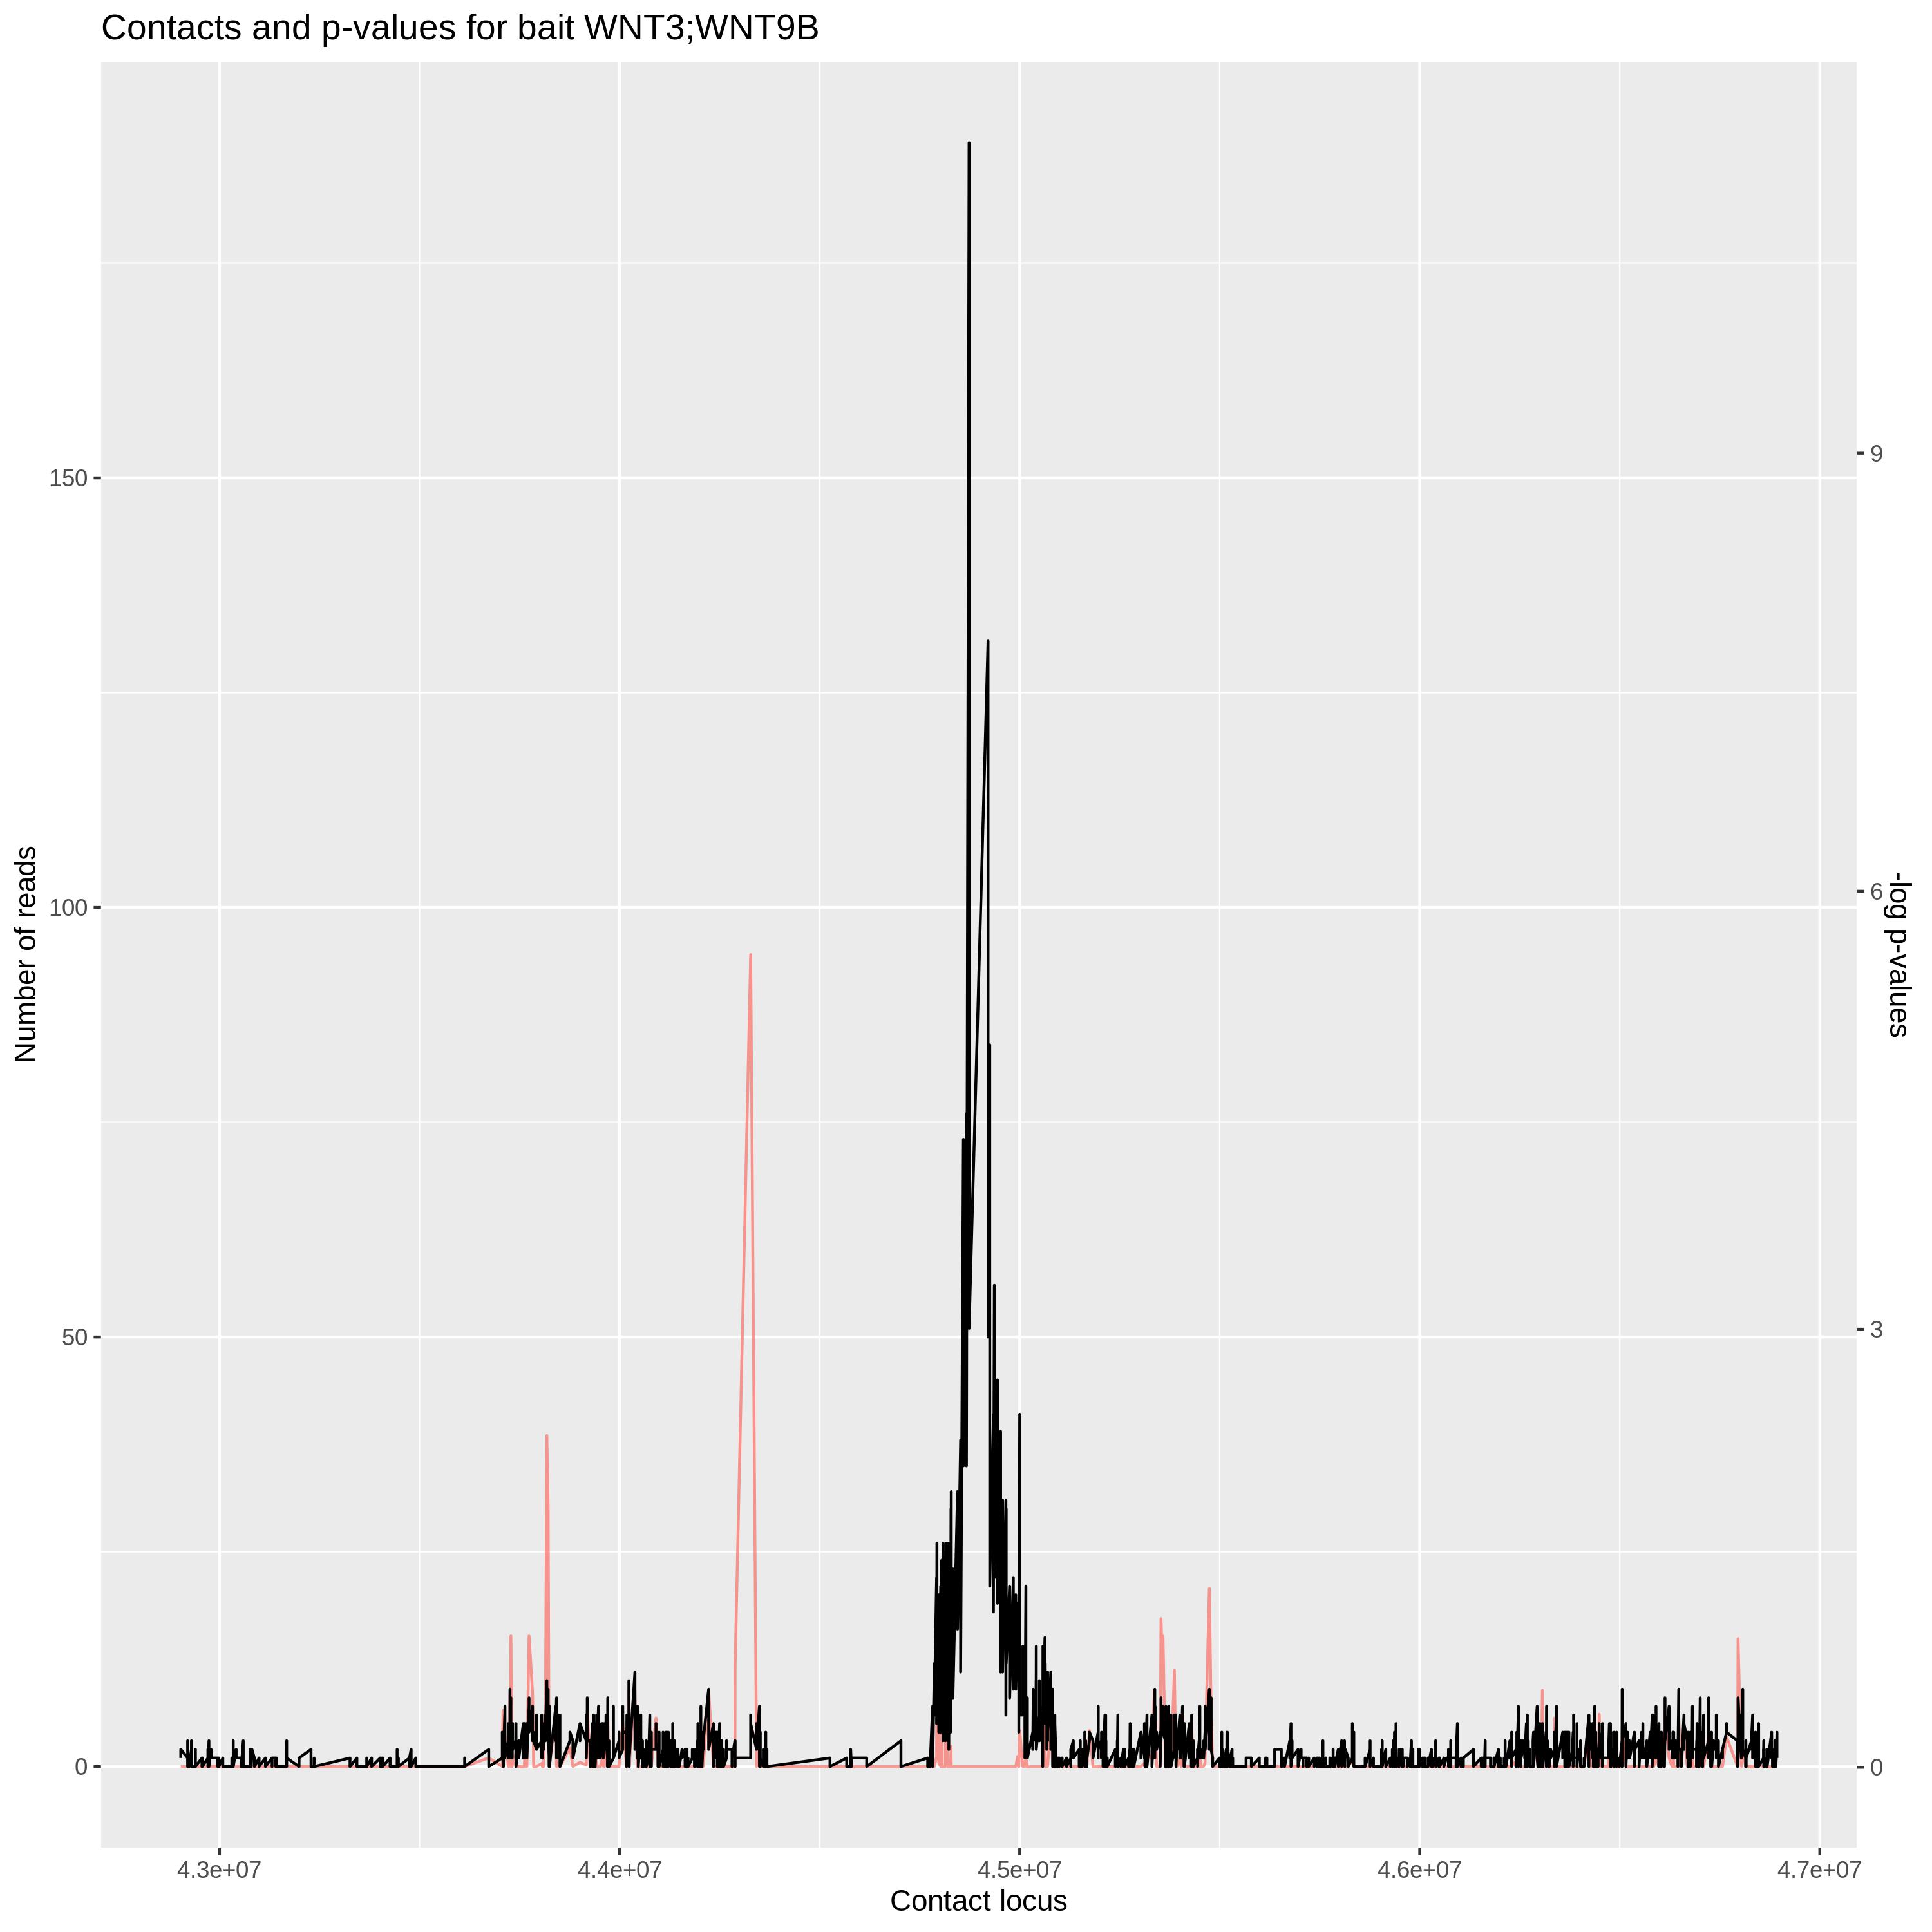 Contacts and p-values for bait WNT3;WNT9B
150
100
50
0
Number of reads
9
6
3
0
-log p-values
4.3e+07
4.4e+07
4.5e+07
4.6e+07
4.7e+07
Contact locus